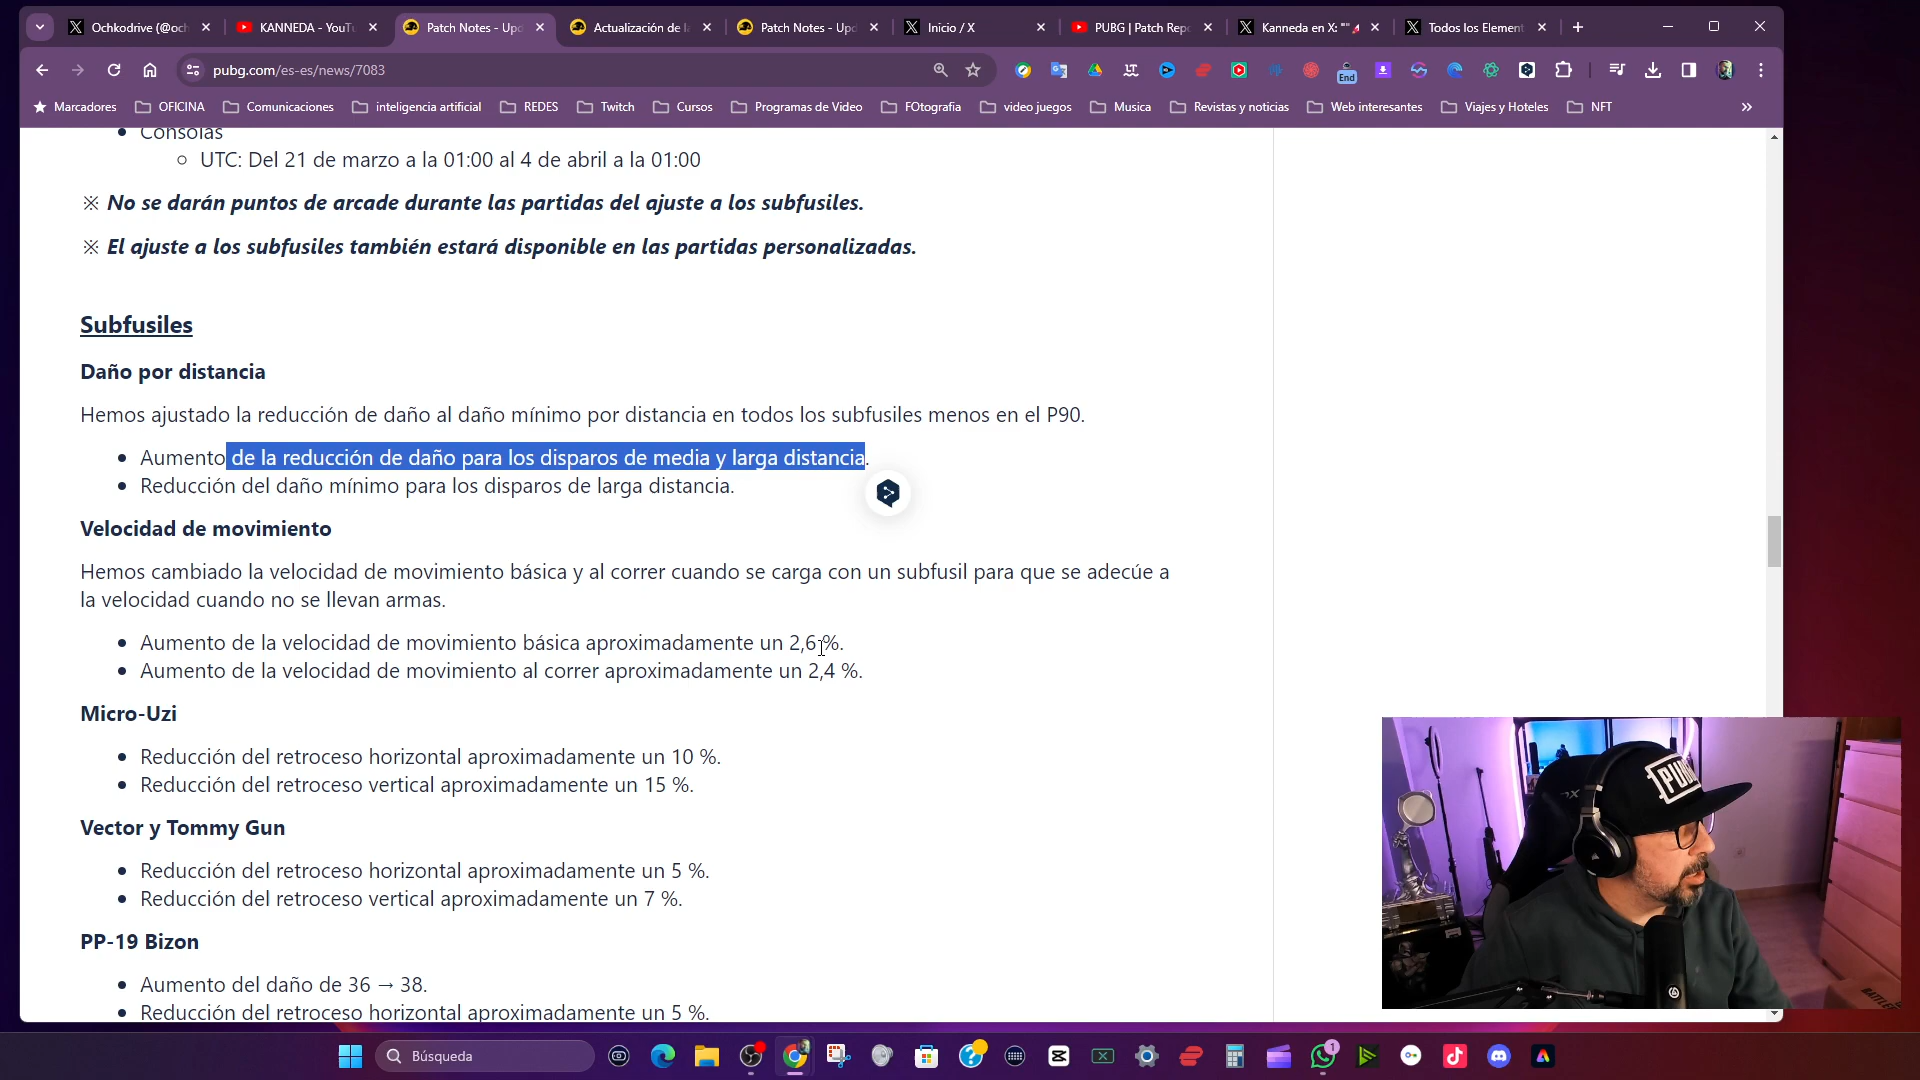 Ochkodrive (@och
KANNEDA - YouTu
Patch Notes - Upd
Actualización de l
Patch Notes - Upd
Inicio / X
PUBG | Patch Repo
Kanneda en X: "
Todos los Element
pubg.com/es-es/news/7083
End
Marcadores
OFICINA
Comunicaciones
inteligencia artificial
REDES
Twitch
Cursos
Programas de Video
FOtografia
video juegos
Musica
Revistas y noticias
Web interesantes
Viajes y Hoteles
NFT
Consolas
UTC: Del 21 de marzo a la 01:00 al 4 de abril a la 01:00
※ No se darán puntos de arcade durante las partidas del ajuste a los subfusiles.
※ El ajuste a los subfusiles también estará disponible en las partidas personalizadas.
Subfusiles
Daño por distancia
Hemos ajustado la reducción de daño al daño mínimo por distancia en todos los subfusiles menos en el P90.
Aumento de la reducción de daño para los disparos de media y larga distancia.
Reducción del daño mínimo para los disparos de larga distancia.
Velocidad de movimiento
Hemos cambiado la velocidad de movimiento básica y al correr cuando se carga con un subfusil para que se adecúe a
la velocidad cuando no se llevan armas.
Aumento de la velocidad de movimiento básica aproximadamente un 2,6 %.
Aumento de la velocidad de movimiento al correr aproximadamente un 2,4 %.
Micro-Uzi
Reducción del retroceso horizontal aproximadamente un 10 %.
Reducción del retroceso vertical aproximadamente un 15 %.
Vector y Tommy Gun
Reducción del retroceso horizontal aproximadamente un 5 %.
Reducción del retroceso vertical aproximadamente un 7 %.
PP-19 Bizon
Aumento del daño de 36 → 38.
Reducción del retroceso horizontal aproximadamente un 5 %.
PUBG
Búsqueda
1